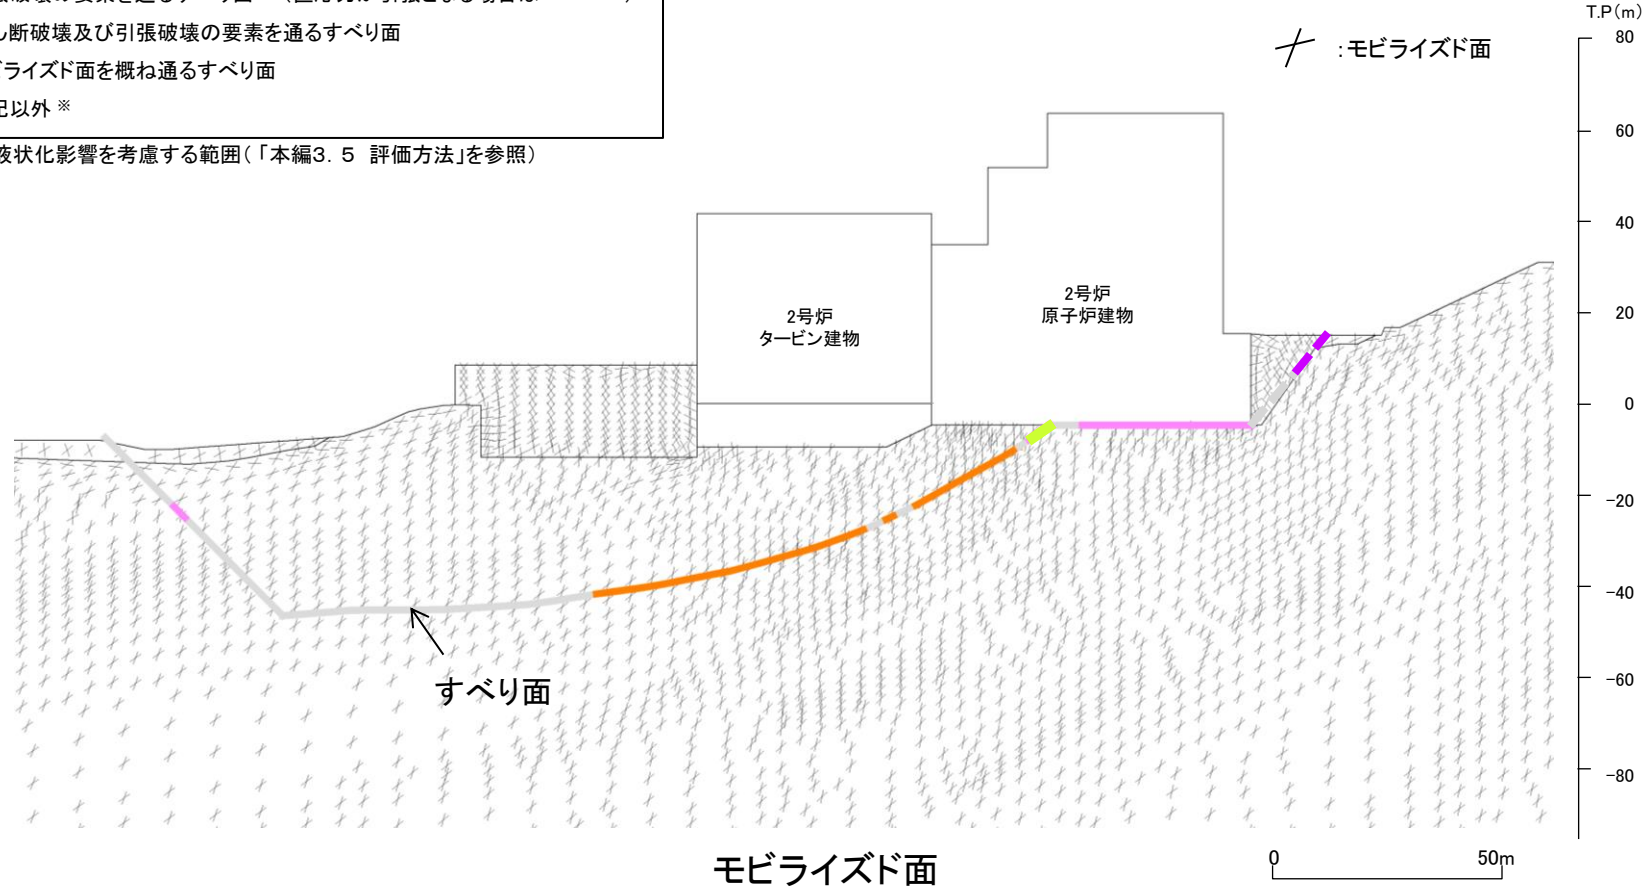 断破壊及び引張破壊の要素を通るすべり面
ライズド面を概ね通るすべり面
以外 ※
液状化影響を考慮する範囲(「本編3.5 評価方法」を参照)
T.P(m)
:モビライズド面
80
60
40
20
0
-20
-40
-60
-80
2号炉
タービン建物
2号炉
原子炉建物
すべり面
モビライズド面
0 50m